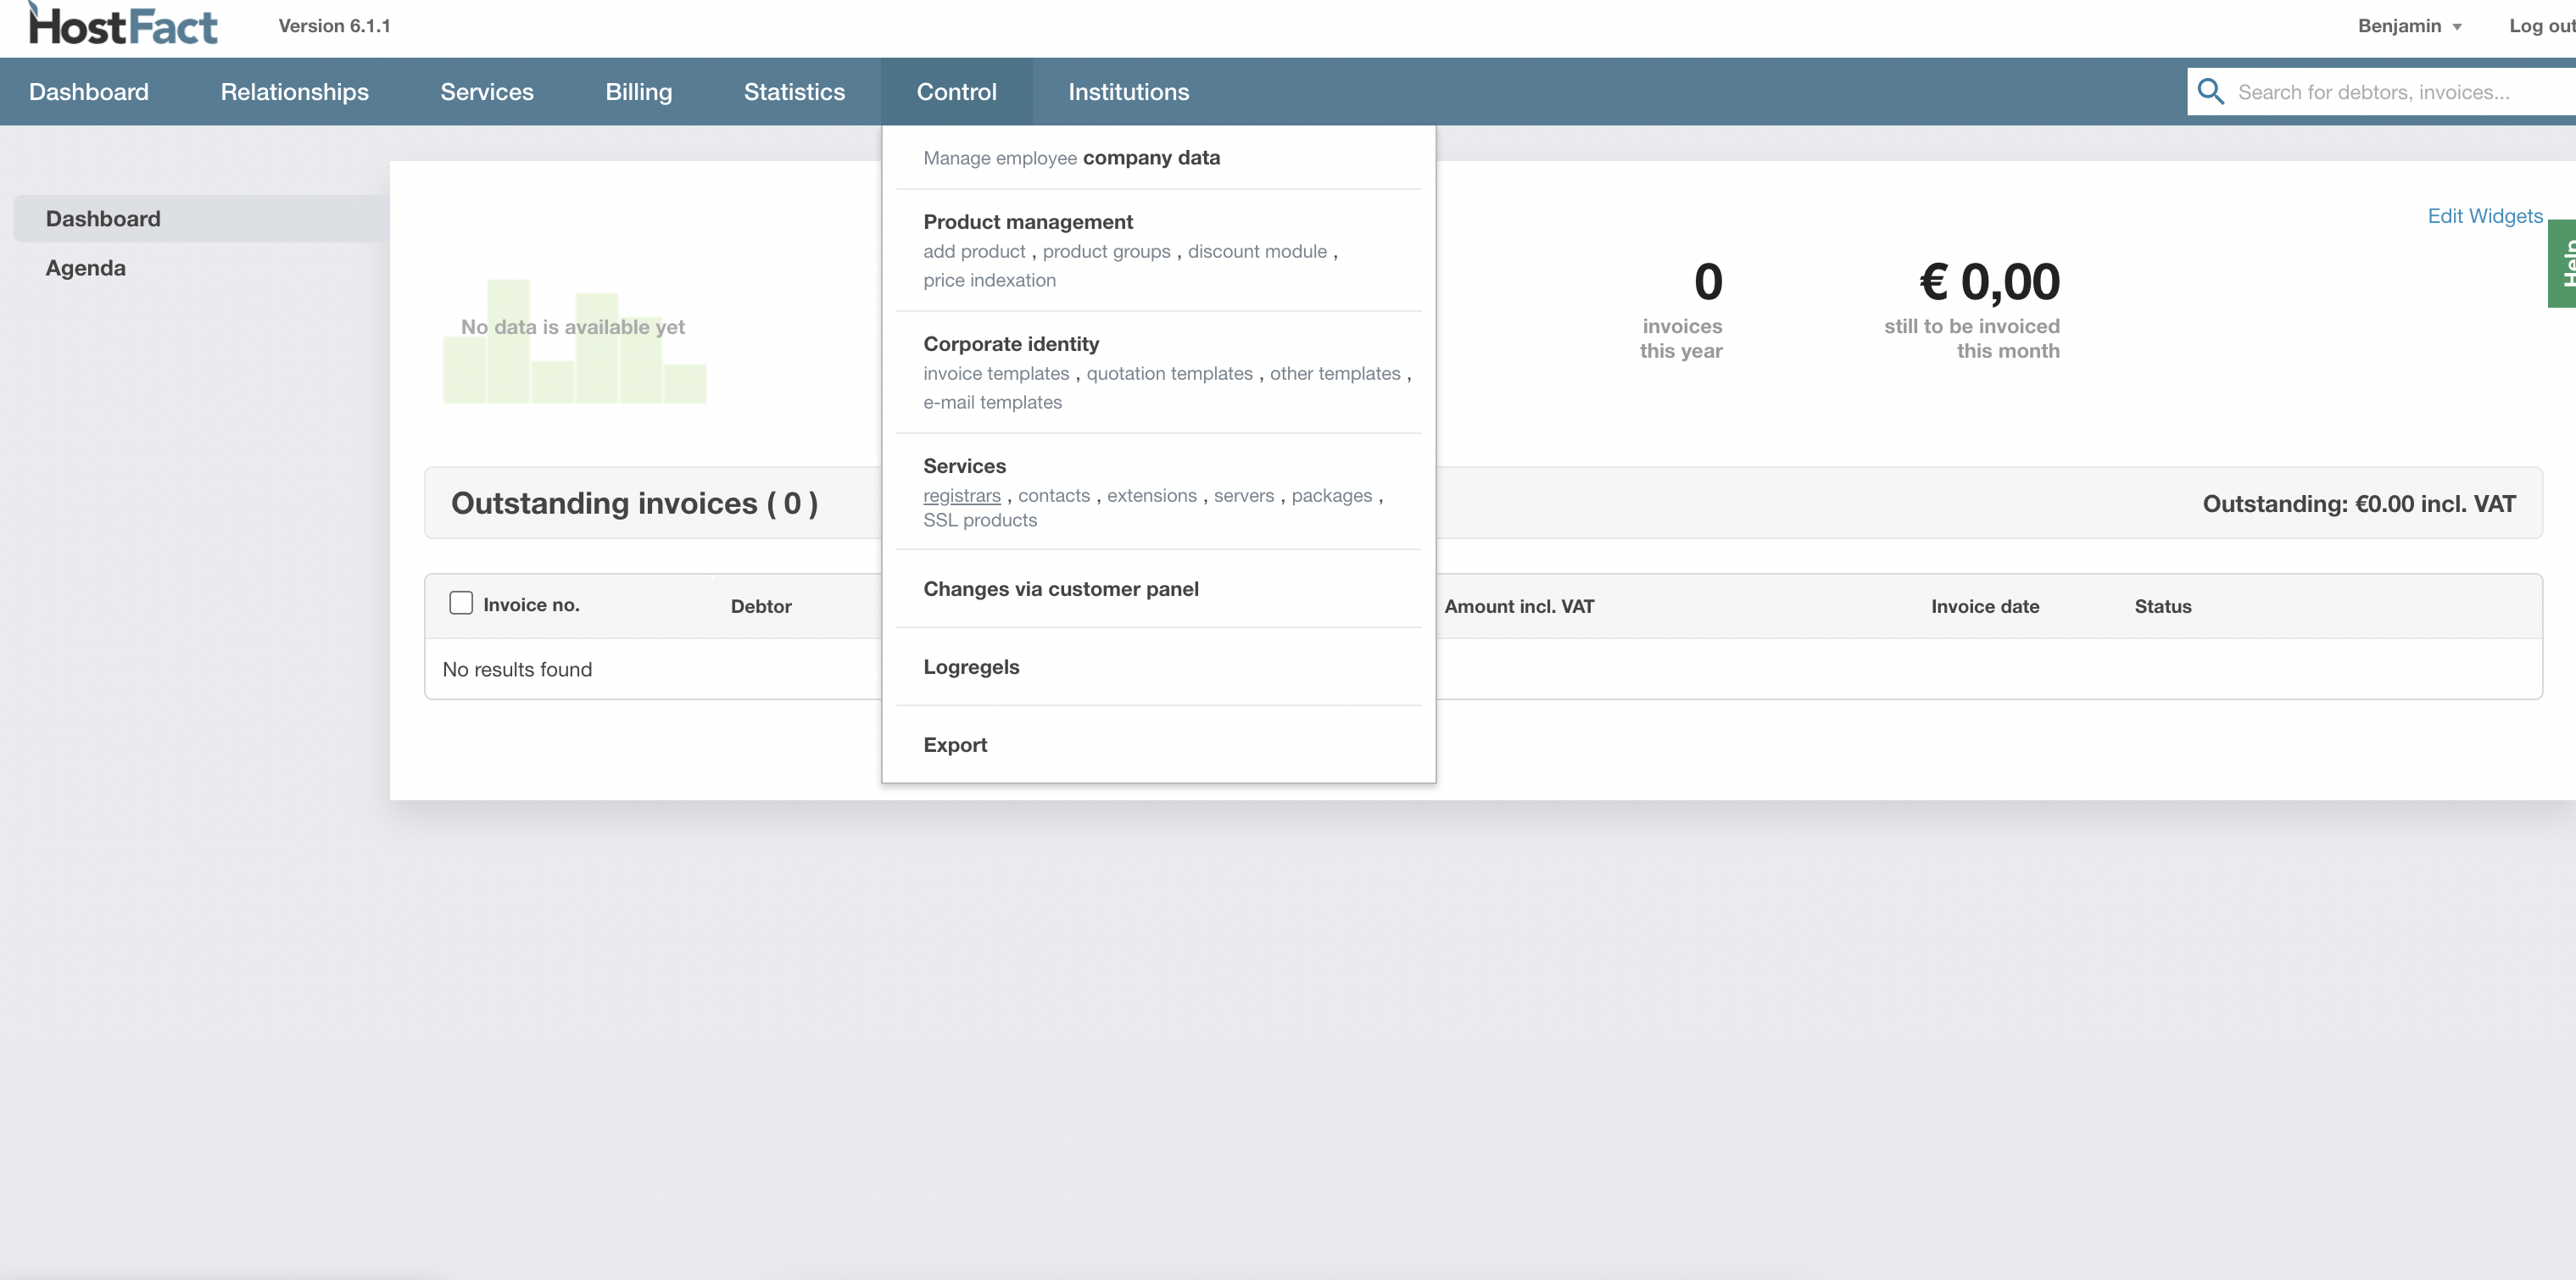 HostFact
Version 6.1.1
Benjamin
Log out
Dashboard
Relationships
Services
Billing
Statistics
Control
Institutions
Search for debtors, invoices...
Dashboard
Agenda
Manage employee company data
Product management
add product , product groups , discount module ,
price indexation
Corporate identity
invoice templates , quotation templates , other templates ,
e-mail templates
Services
registrars , contacts , extensions , servers , packages ,
SSL products
Changes via customer panel
Logregels
Export
Edit Widgets
Help
No data is available yet
0
invoices
this year
€ 0,00
still to be invoiced
this month
Outstanding invoices ( 0 )
Outstanding: €0.00 incl. VAT
Invoice no.
Debtor
Amount incl. VAT
Invoice date
Status
No results found